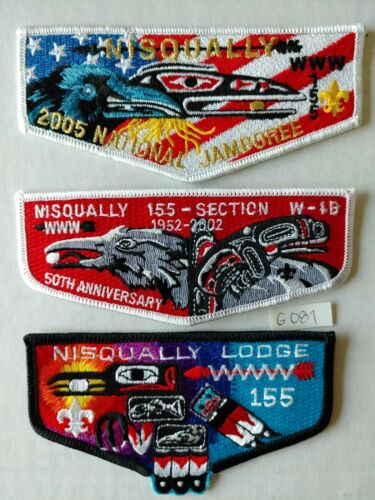 NISQUALLY
WWW
155
2005 NATIONAL JAMBOREE
NISQUALLY 155 - SECTION W-1B
WWW 1952-2002
50TH ANNIVERSARY
G081
NISQUALLY LODGE
WWWWW
155